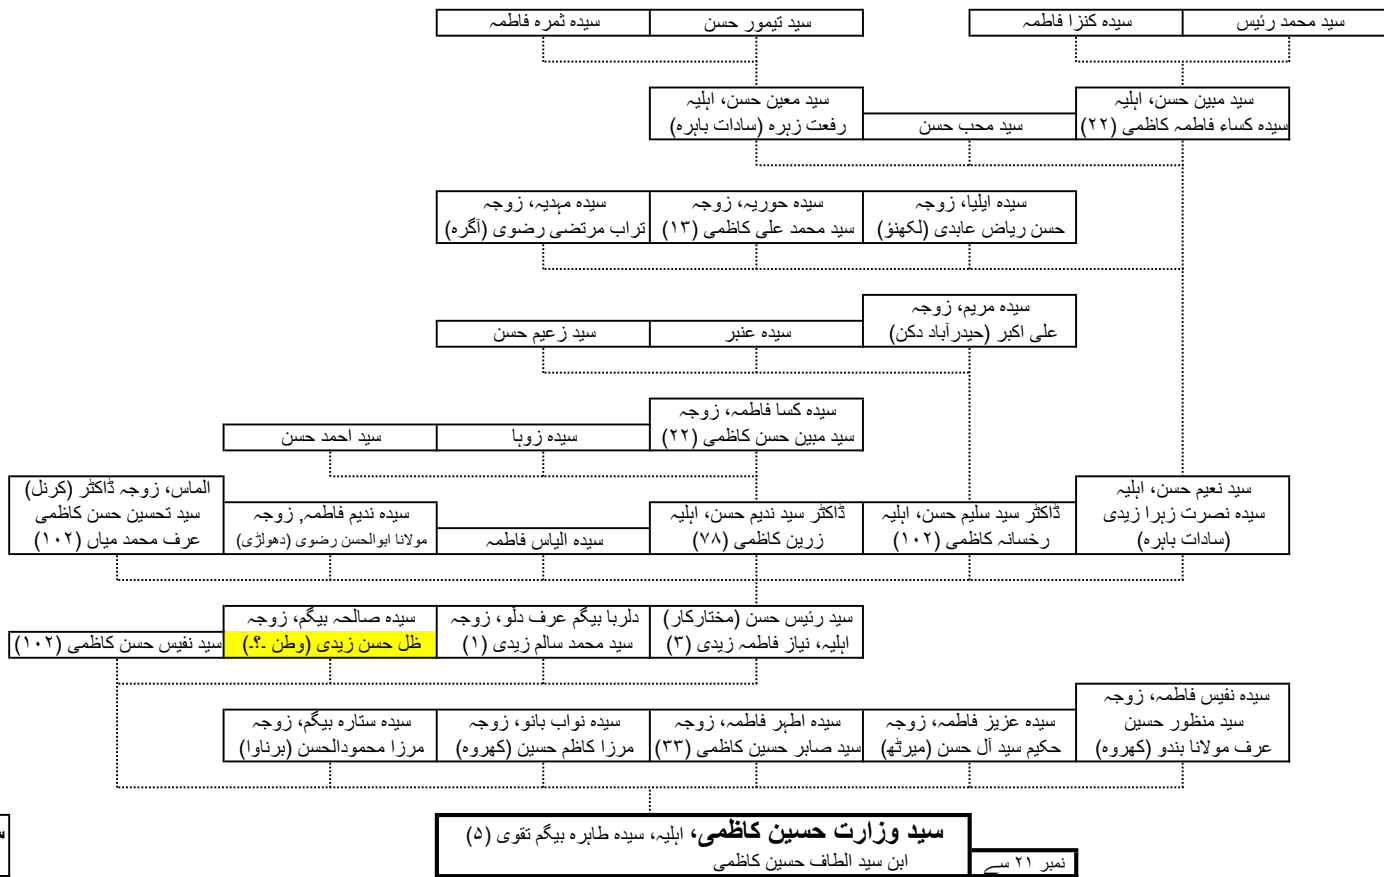 سید محمد رئیس
سیدہ کنزا فاطمہ
سید تیمور حسن
سیدہ ثمرہ فاطمہ
سید مبین حسن، اہلیہ
سیدہ کساء فاطمہ کاظمی (۲۲)
سید محب حسن
سید معین حسن، اہلیہ
رفعت زہرہ (سادات باہرہ)
سیدہ ایلیا، زوجہ
حسن ریاض عابدی (لکھنؤ)
سیدہ حوریہ، زوجہ
سید محمد علی کاظمی (۱۳)
سیدہ مہدیہ، زوجہ
تراب مرتضی رضوی (آگرہ)
سیدہ مریم، زوجہ
علی اکبر (حیدرآباد دکن)
سیدہ عنبر
سید زعیم حسن
سیدہ کسا فاطمہ، زوجہ
سید مبین حسن کاظمی (۲۲)
سیدہ زوہا
سید احمد حسن
سید نعیم حسن، اہلیہ
سیدہ نصرت زہرا زیدی
(سادات باہرہ)
ڈاکٹر سید سلیم حسن، اہلیہ
رخسانہ کاظمی (۱۰۲)
ڈاکٹر سید ندیم حسن، اہلیہ
زرین کاظمی (۷۸)
سیدہ الیاس فاطمہ
سیدہ ندیم فاطمہ, زوجہ
مولانا ابوالحسن رضوی (دھولڑی)
الماس، زوجہ ڈاکٹر (کرنل)
سید تحسین حسن کاظمی
عرف محمد میاں (۱۰۲)
سید رئیس حسن (مختارکار)
اہلیہ، نیاز فاطمہ زیدی (۳)
دلربا بیگم عرف دلّو، زوجہ
سید محمد سالم زیدی (۱)
سیدہ صالحہ بیگم، زوجہ
ظل حسن زیدی (وطن ۔؟۔)
سید نفیس حسن کاظمی (۱۰۲)
سیدہ نفیس فاطمہ، زوجہ
سید منظور حسین
عرف مولانا بندو (کھروہ)
سیدہ عزیز فاطمہ، زوجہ
حکیم سید آل حسن (میرٹھ)
سیدہ اطہر فاطمہ، زوجہ
سید صابر حسین کاظمی (۳۳)
سیدہ نواب بانو، زوجہ
مرزا کاظم حسین (کھروہ)
سیدہ ستارہ بیگم، زوجہ
مرزا محمودالحسن (برناوا)
سید وزارت حسین کاظمی، اہلیہ، سیدہ طاہرہ بیگم تقوی (۵)
ابن سید الطاف حسین کاظمی
نمبر ۲۱ سے